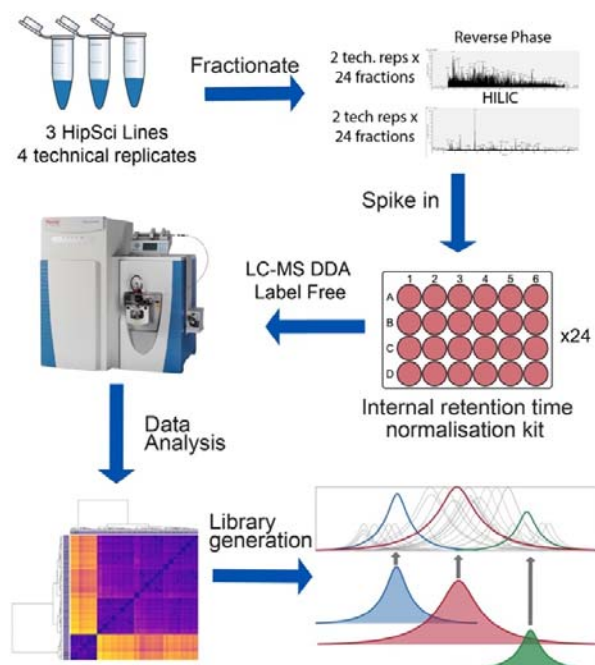 Fractionate
3 HipSci Lines
4 technical replicates
Reverse Phase
2 tech. reps x
24 fractions
HILIC
2 tech reps x
24 fractions
Spike in
LC-MS DDA
Label Free
1 2 3 4 5 6
A
B
C
D
x24
Internal retention time
normalisation kit
Data
Analysis
Library
generation